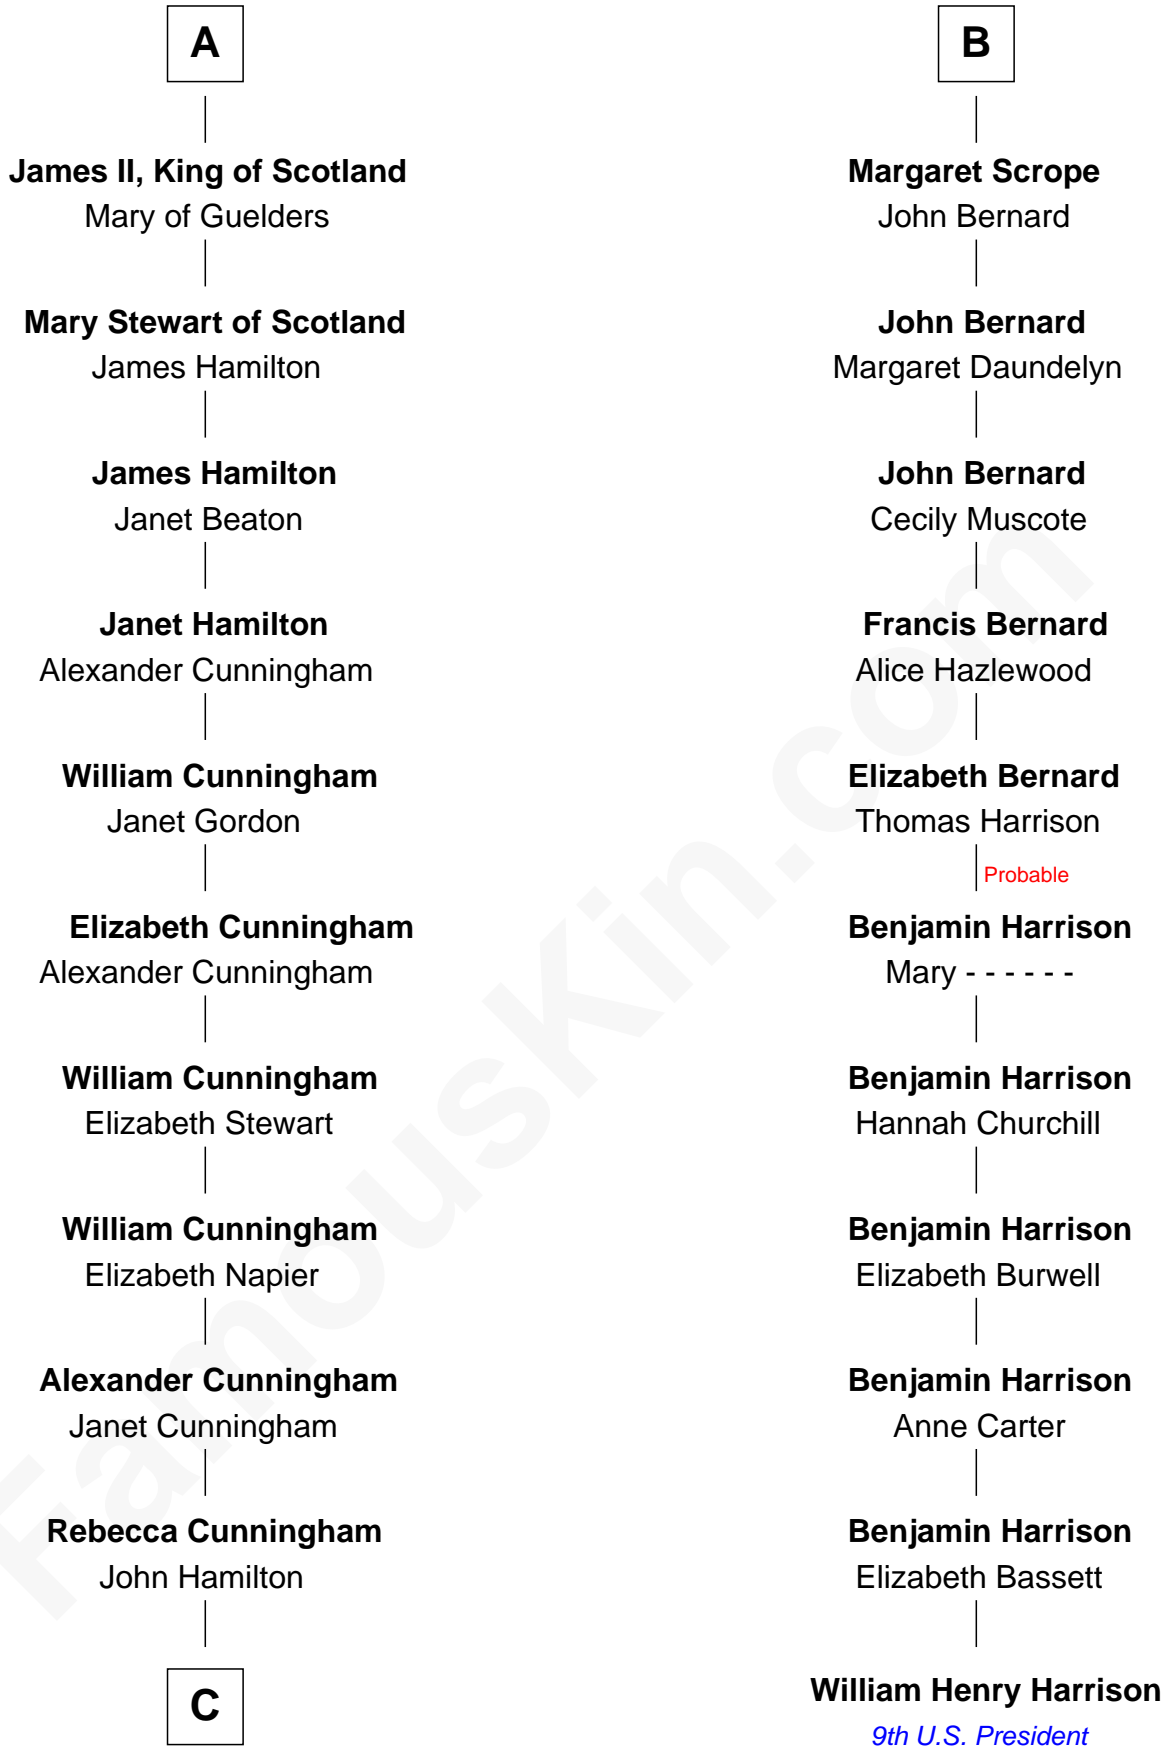 A
James II, King of Scotland
Mary of Guelders
Mary Stewart of Scotland
James Hamilton
James Hamilton
Janet Beaton
Janet Hamilton
Alexander Cunningham
William Cunningham
Janet Gordon
Elizabeth Cunningham
Alexander Cunningham
William Cunningham
Elizabeth Stewart
William Cunningham
Elizabeth Napier
Alexander Cunningham
Janet Cunningham
Rebecca Cunningham
John Hamilton
C
B
Margaret Scrope
John Bernard
John Bernard
Margaret Daundelyn
John Bernard
Cecily Muscote
Francis Bernard
Alice Hazlewood
Elizabeth Bernard
Thomas Harrison
Probable
Benjamin Harrison
Mary - - - - - -
Benjamin Harrison
Hannah Churchill
Benjamin Harrison
Elizabeth Burwell
Benjamin Harrison
Anne Carter
Benjamin Harrison
Elizabeth Bassett
William Henry Harrison
9th U.S. President
FamousKin.com